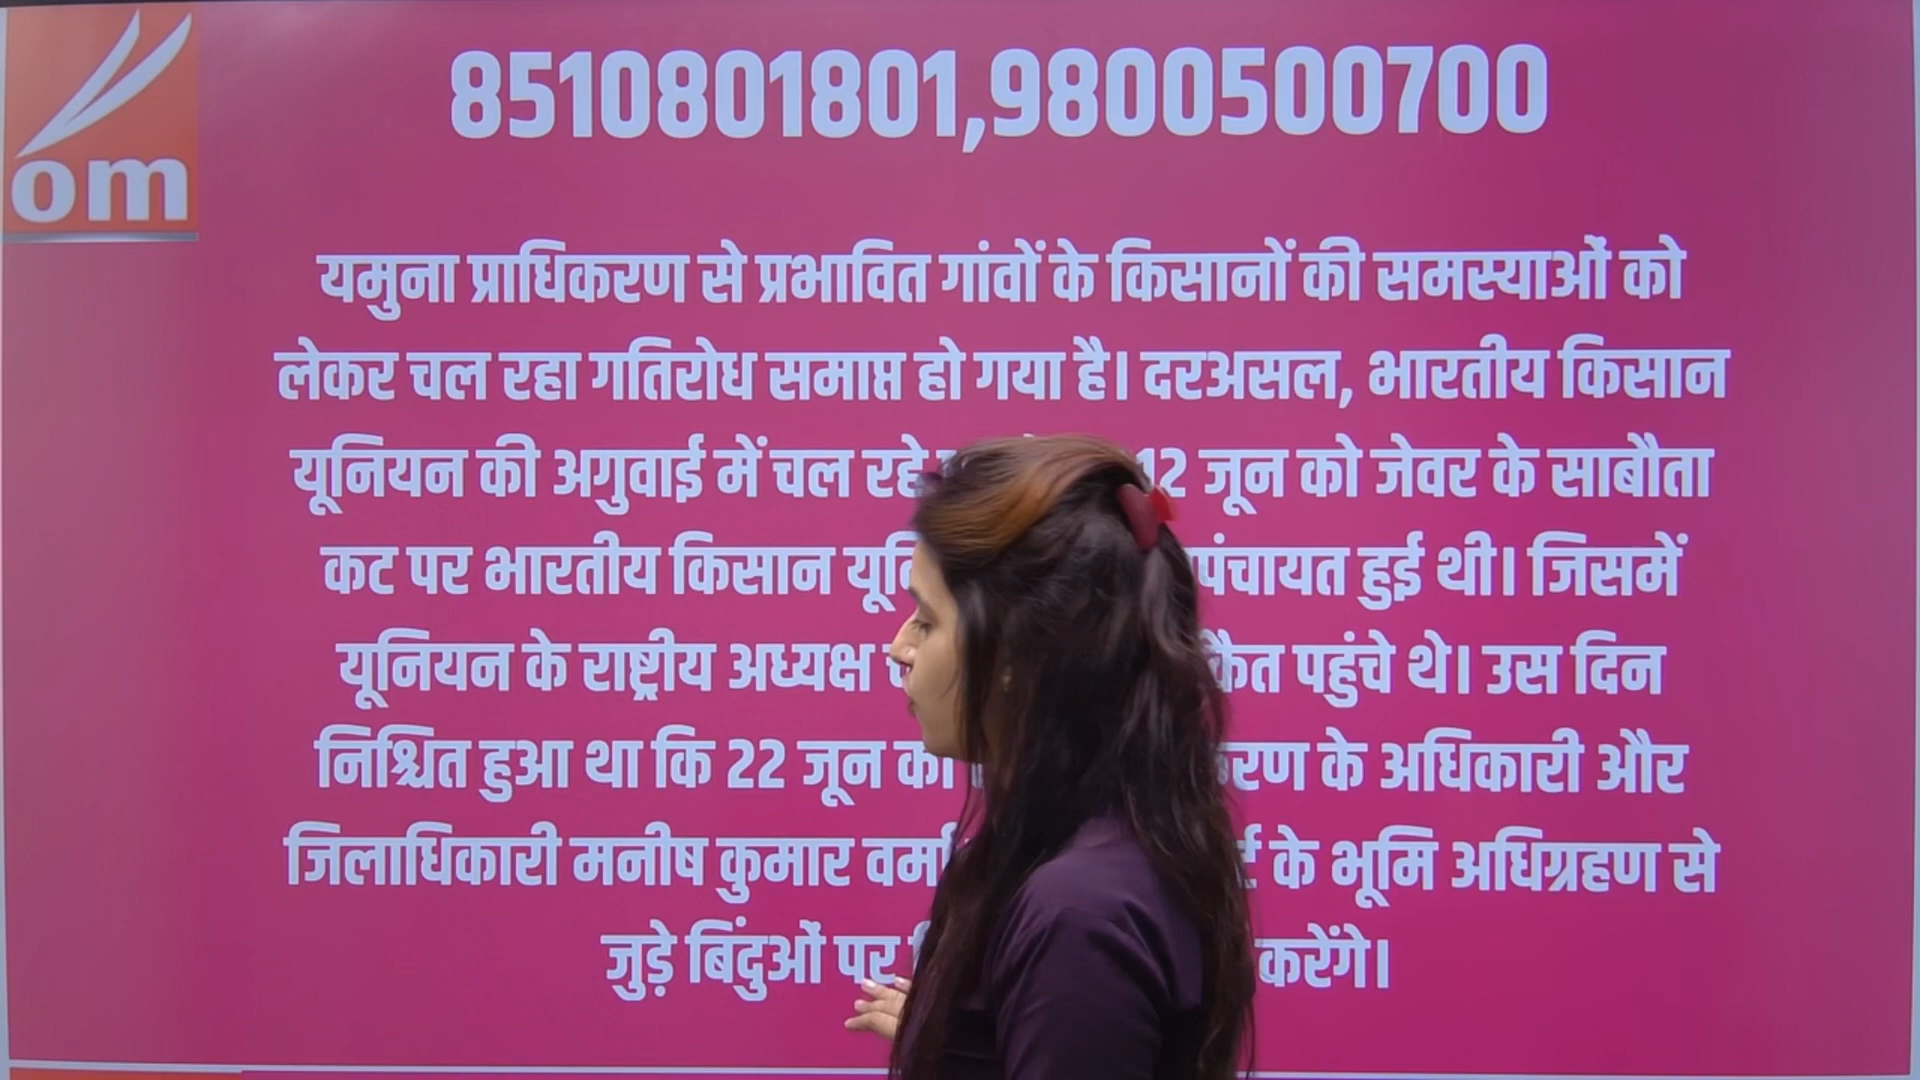 om
8510801801,9800500700
यमुना प्राधिकरण से प्रभावित गांवों के किसानों की समस्याओं को
लेकर चल रहा गतिरोध समाप्त हो गया है। दरअसल, भारतीय किसान
यूनियन की अगुवाई में चल रहे 12 जून को जेवर के साबौता
कट पर भारतीय किसान पंचायत हुई थी। जिसमें
यूनियन के राष्ट्रीय अध्यक्ष पहुंचे थे। उस दिन
निश्चित हुआ था कि 22 जून के अधिकारी और
जिलाधिकारी मनीष कुमार वर्मा के भूमि अधिग्रहण से
जुड़े बिंदुओं पर करेंगे।